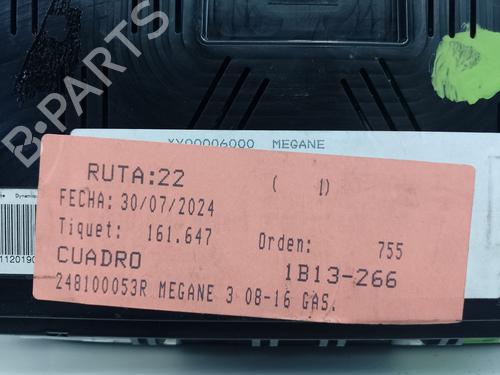 XY00006000 MEGANE
RUTA:22 ( 1)
FECHA: 30/07/2024
Tiquet: 161.647 Orden: 755
CUADRO 1B13-266
248100053R MEGANE 3 08-16 GAS.
B-PARTS